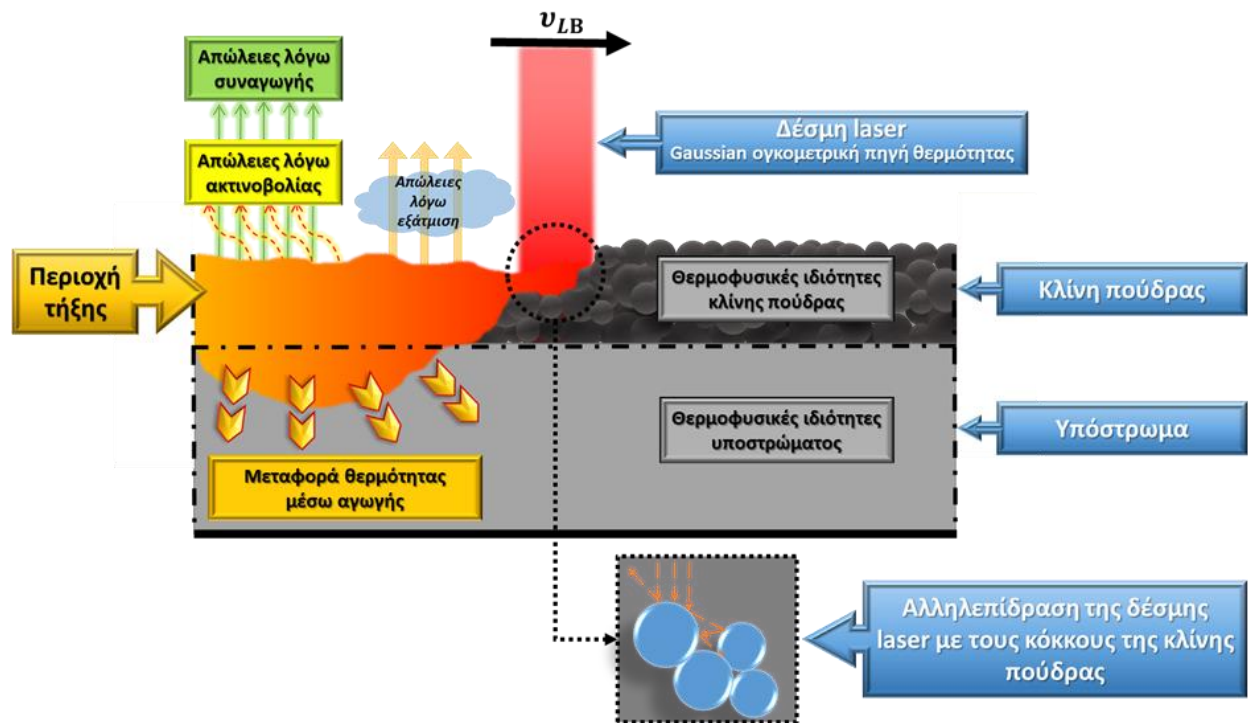 υ_LB
Απώλειες λόγω
συναγωγής
Δέσμη laser
Gaussian ογκομετρική πηγή θερμότητας
Απώλειες λόγω
ακτινοβολίας
Απώλειες
λόγω
εξάτμιση
Περιοχή
τήξης
Θερμοφυσικές ιδιότητες
κλίνης πούδρας
Κλίνη πούδρας
Θερμοφυσικές ιδιότητες
υποστρώματος
Υπόστρωμα
Μεταφορά θερμότητας
μέσω αγωγής
Αλληλεπίδραση της δέσμης
laser με τους κόκκους της κλίνης
πούδρας